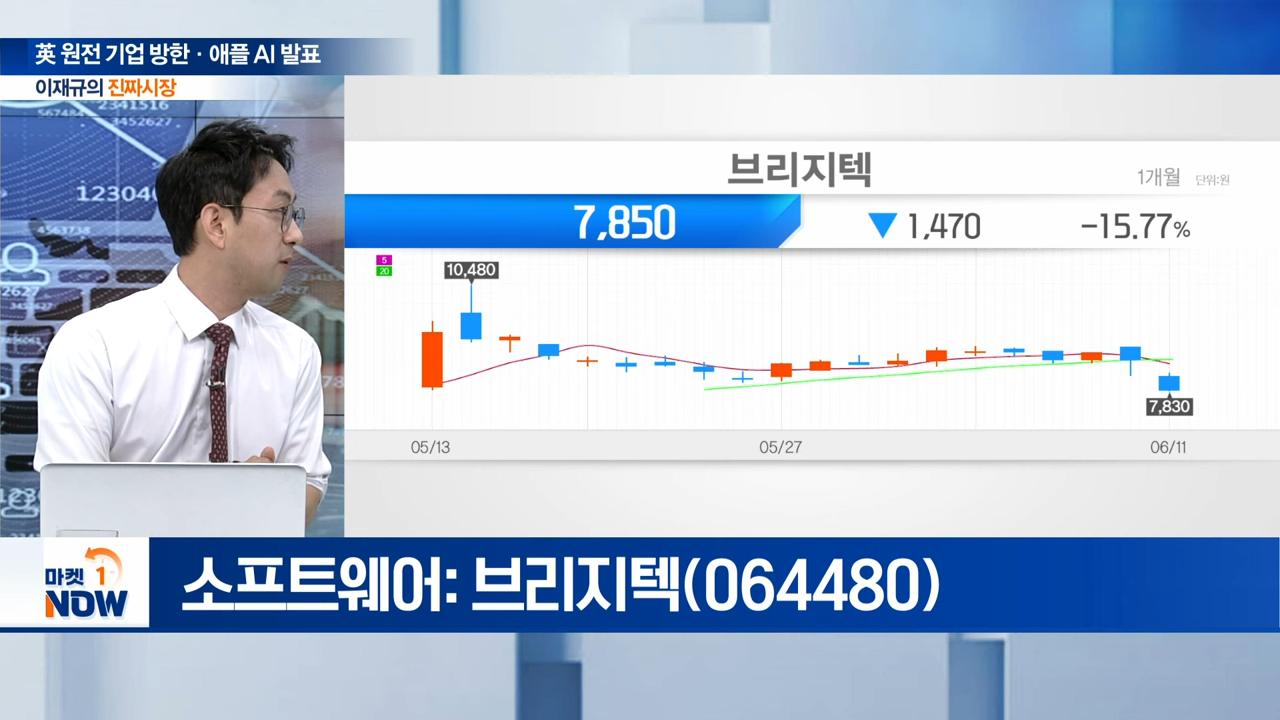 英 원전 기업 방한 · 애플 AI 발표
이재규의 진짜시장
2341516
567484
3452627
브리지텍
1개월 단위:원
7,850 ▼ 1,470 -15.77%
5
20
10,480
7,830
05/13 05/27 06/11
마켓 1
NOW
소프트웨어: 브리지텍(064480)